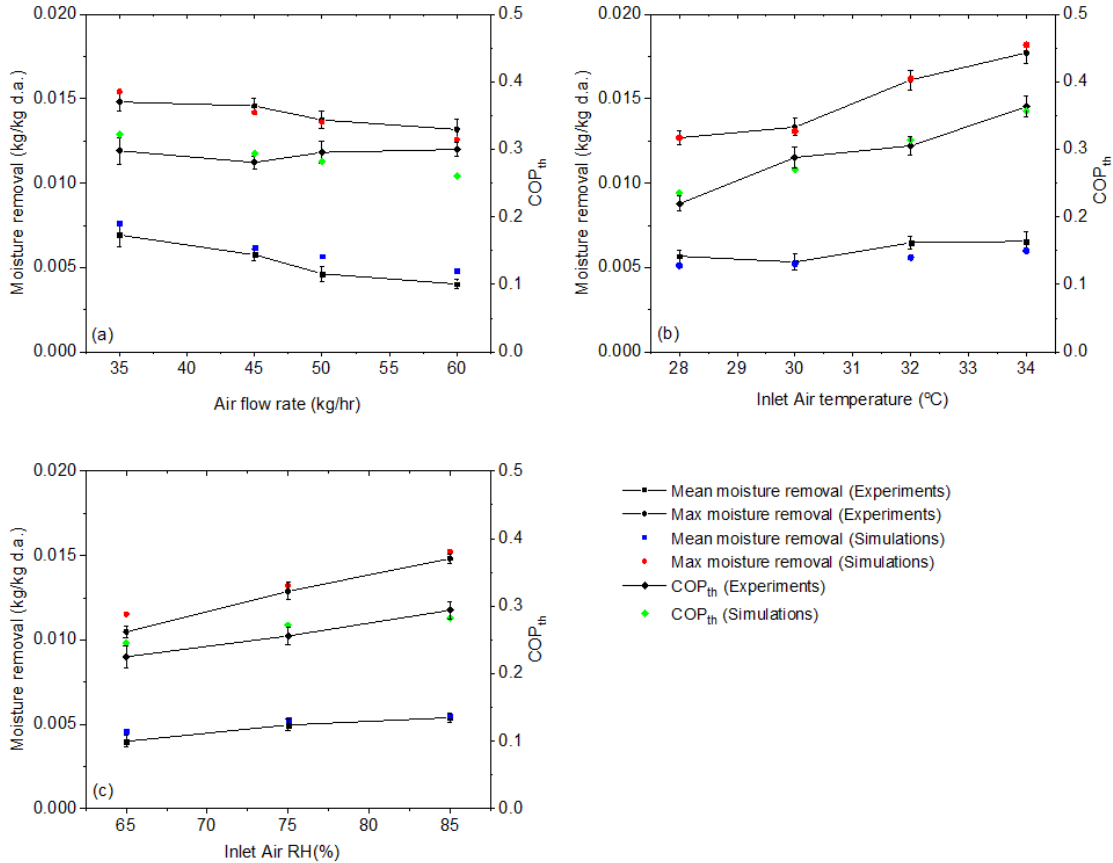 0.020
0.015
0.010
0.005
0.000
Moisture removal (kg/kg d.a.)
0.5
0.4
0.3
0.2
0.1
0.0
COPth
(a)
35 40 45 50 55 60
Air flow rate (kg/hr)
0.020
0.015
0.010
0.005
0.000
Moisture removal (kg/kg d.a.)
0.5
0.4
0.3
0.2
0.1
0.0
COPth
(b)
28 29 30 31 32 33 34
Inlet Air temperature (ºC)
0.020
0.015
0.010
0.005
0.000
Moisture removal (kg/kg d.a.)
0.5
0.4
0.3
0.2
0.1
0.0
COPth
(c)
65 70 75 80 85
Inlet Air RH(%)
Mean moisture removal (Experiments)
Max moisture removal (Experiments)
Mean moisture removal (Simulations)
Max moisture removal (Simulations)
COPth (Experiments)
COPth (Simulations)